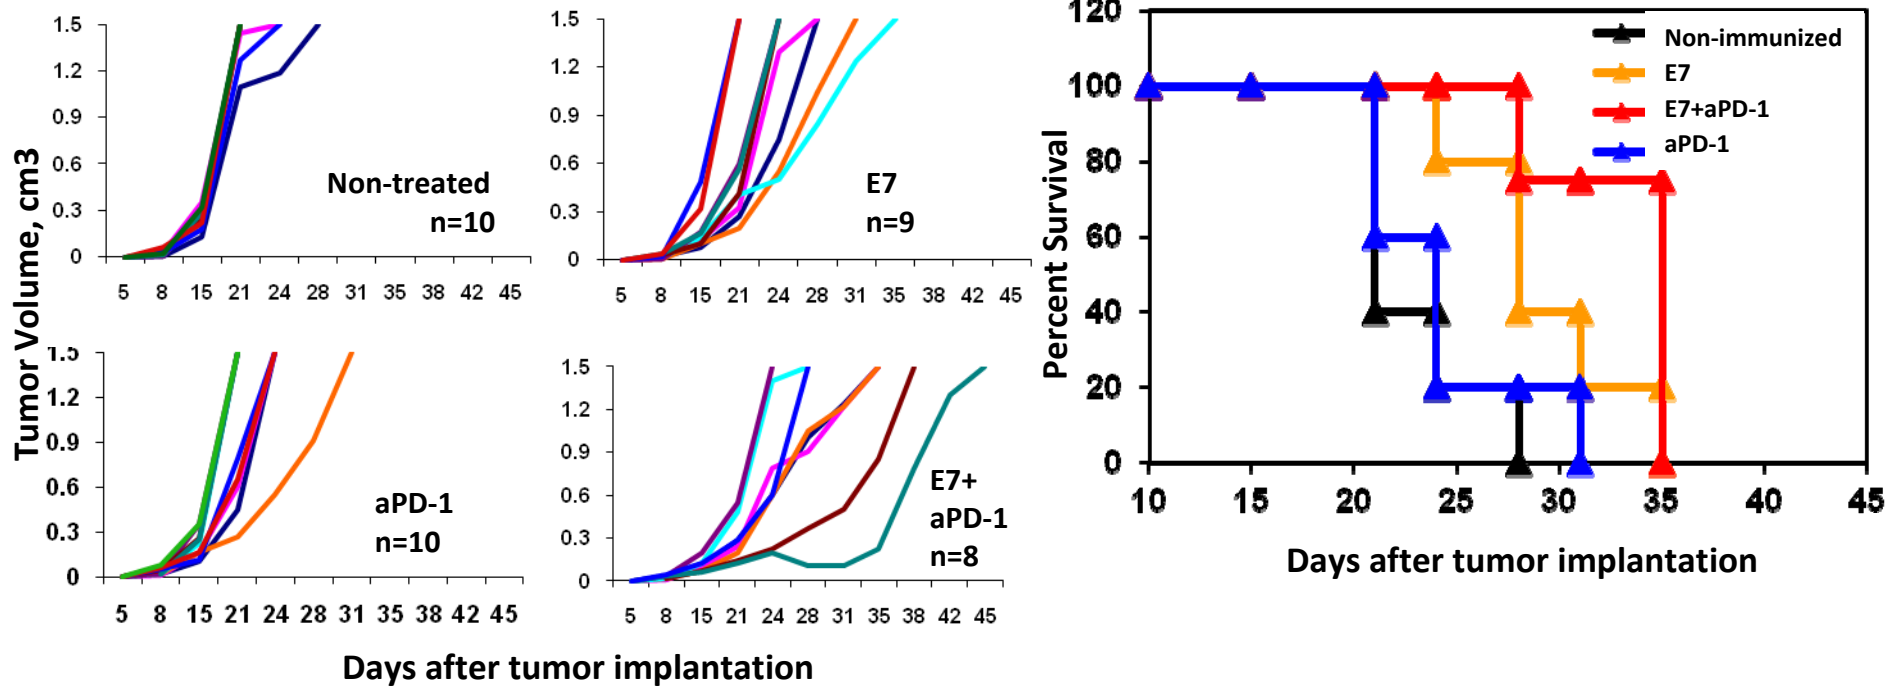 Tumor Volume, cm3
1.5
1.2
0.9
0.6
0.3
0
Non-treated
n=10
5 8 15 21 24 28 31 35 38 42 45
1.5
1.2
0.9
0.6
0.3
0
E7
n=9
5 8 15 21 24 28 31 35 38 42 45
1.5
1.2
0.9
0.6
0.3
0
aPD-1
n=10
5 8 15 21 24 28 31 35 38 42 45
1.5
1.2
0.9
0.6
0.3
0
E7+
aPD-1
n=8
5 8 15 21 24 28 31 35 38 42 45
Days after tumor implantation
Percent Survival
120
100
80
60
40
20
0
Non-immunized
E7
E7+aPD-1
aPD-1
10 15 20 25 30 35 40 45
Days after tumor implantation